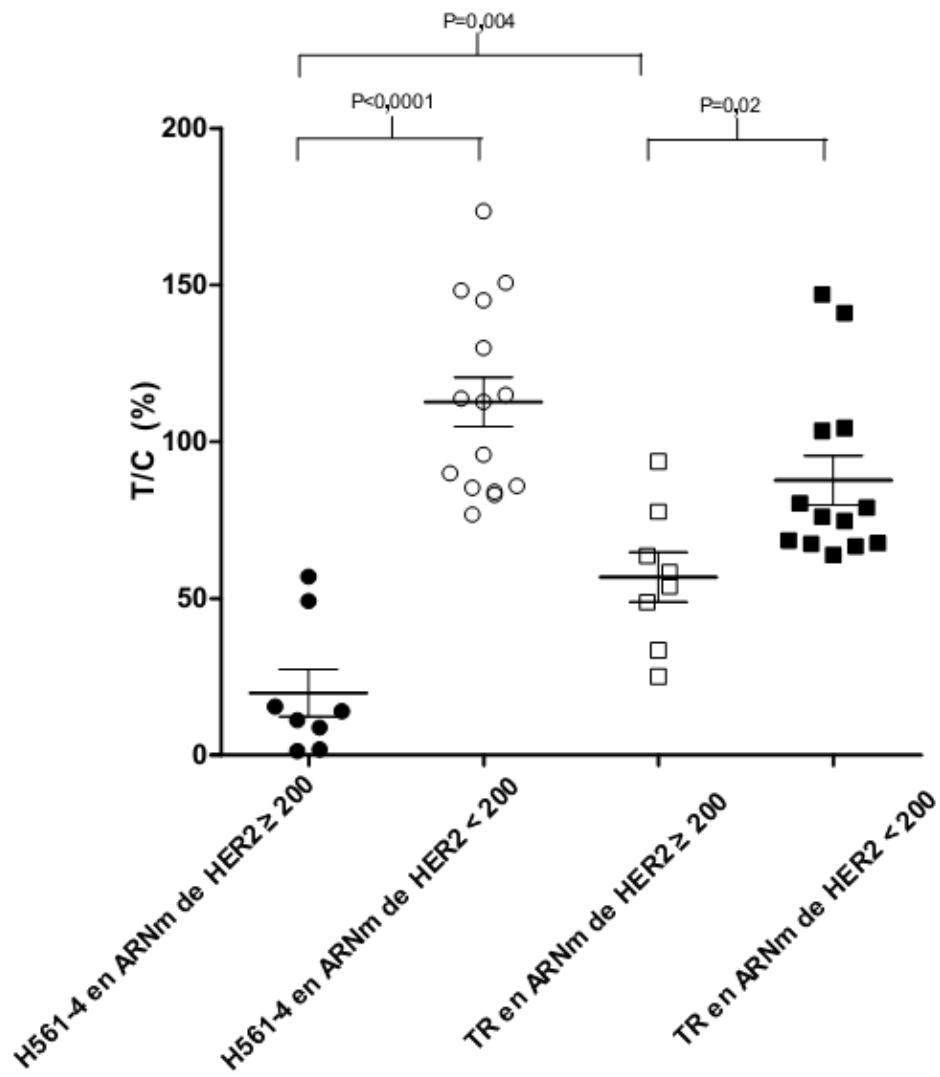 P=0,004
P<0,0001
P=0,02
200
150
100
50
0
T/C (%)
H561-4 en ARNm de HER2 ≥ 200
H561-4 en ARNm de HER2 < 200
TR en ARNm de HER2 ≥ 200
TR en ARNm de HER2 < 200